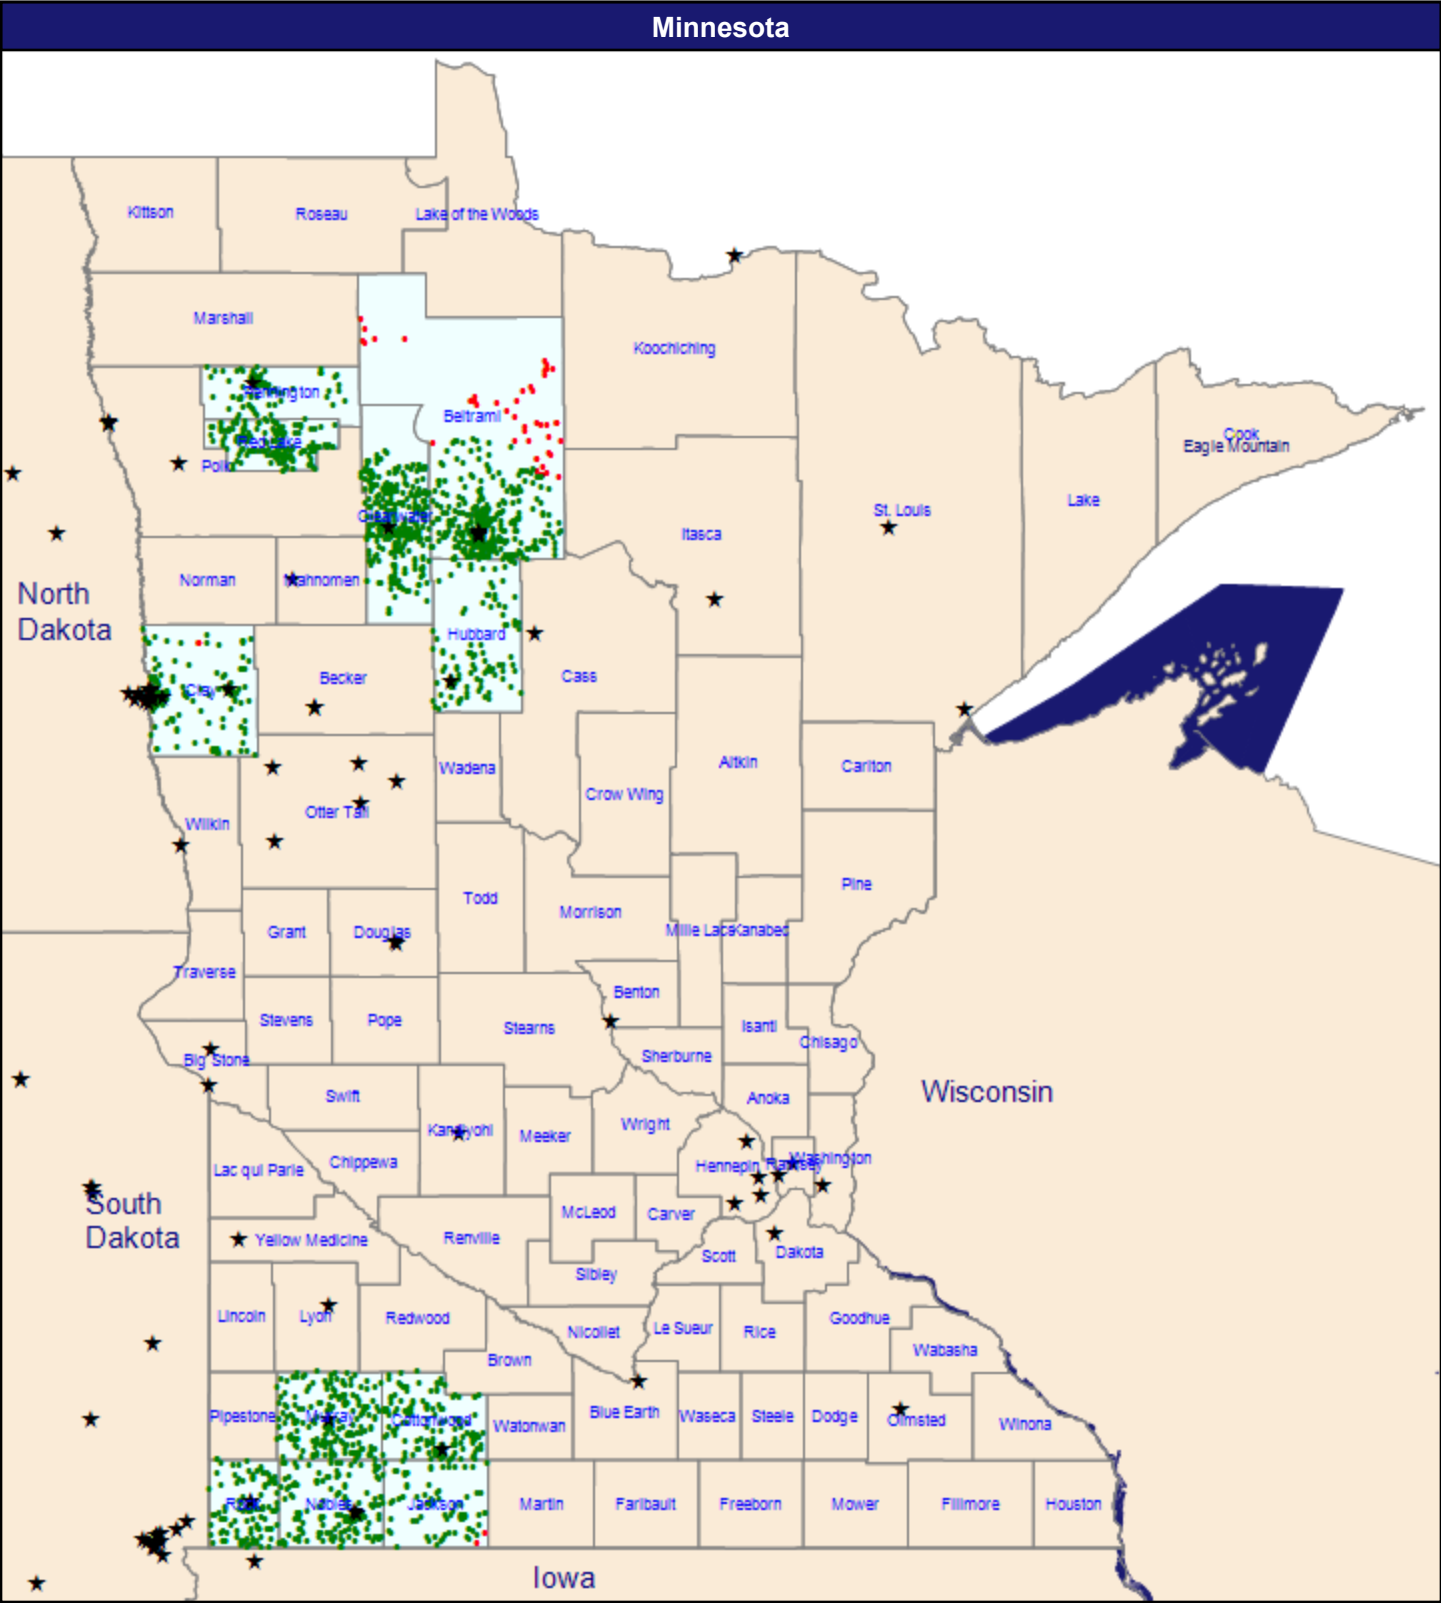 Minnesota
Kittson
Roseau
Lake of the Woods
Marshall
Koochiching
Pennington
Beltrami
Red Lake
Polk
Cook
Eagle Mountain
Lake
St. Louis
Clearwater
Itasca
Norman
Mahnomen
North
Dakota
Hubbard
Cass
Becker
Clay
Wadena
Aitkin
Carlton
Crow Wing
Otter Tail
Wilkin
Pine
Todd
Morrison
Grant
Douglas
Mille Lacs
Kanabec
Traverse
Benton
Stevens
Pope
Stearns
Isanti
Chisago
Big Stone
Sherburne
Wisconsin
Swift
Anoka
Kandiyohi
Meeker
Wright
Lac qui Parle
Chippewa
Hennepin
Ramsey
Washington
South
Dakota
McLeod
Carver
Yellow Medicine
Renville
Scott
Dakota
Sibley
Lincoln
Lyon
Redwood
Nicollet
Le Sueur
Rice
Goodhue
Wabasha
Brown
Pipestone
Murray
Cottonwood
Watonwan
Blue Earth
Waseca
Steele
Dodge
Olmsted
Winona
Rock
Nobles
Jackson
Martin
Faribault
Freeborn
Mower
Fillmore
Houston
Iowa